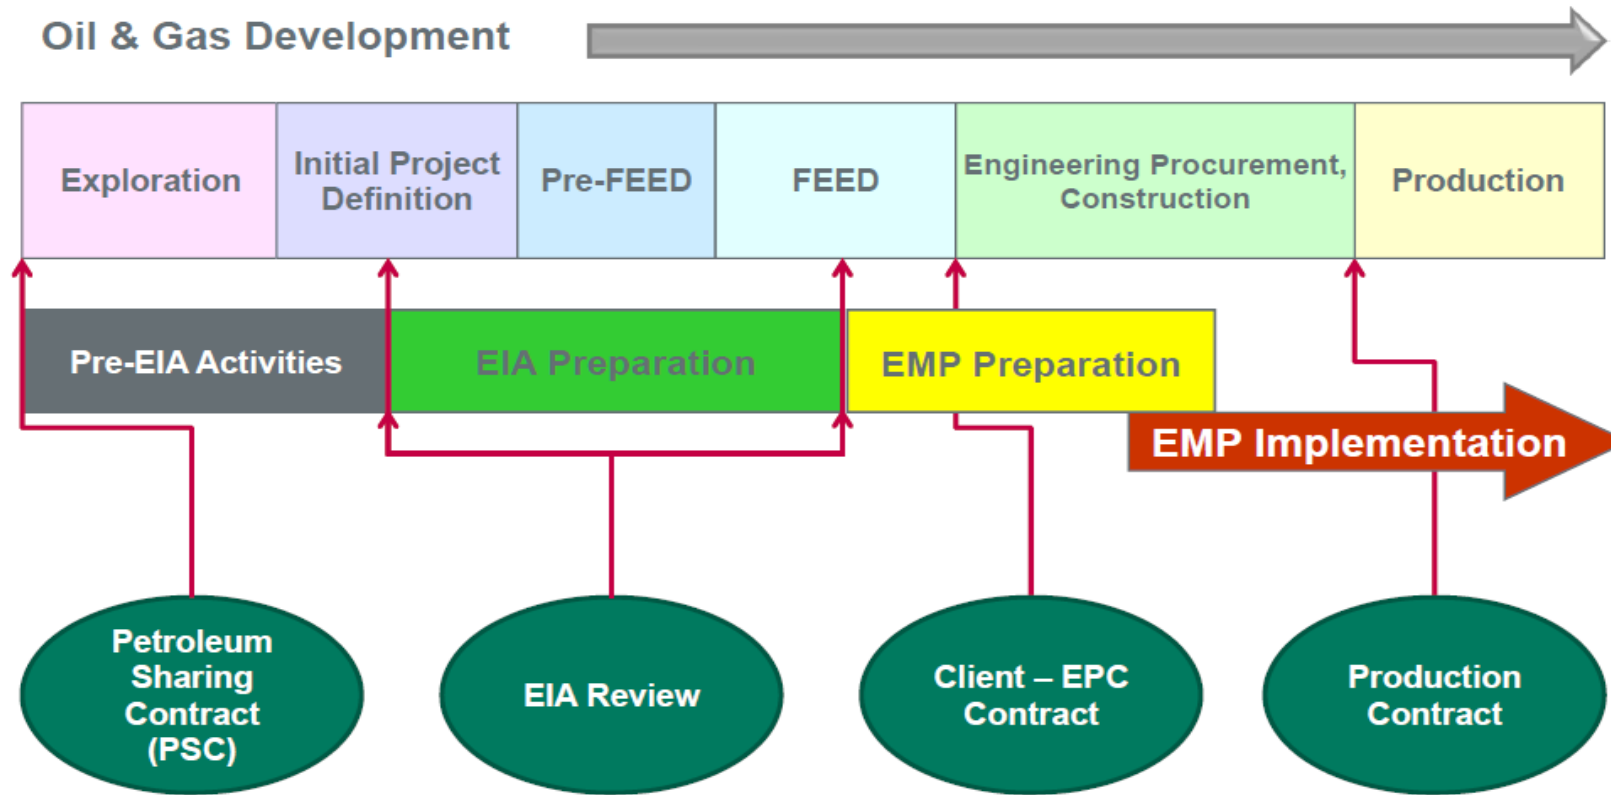 Oil & Gas Development
Exploration
Initial Project
Definition
Pre-FEED
FEED
Engineering Procurement,
Construction
Production
Pre-EIA Activities
EIA Preparation
EMP Preparation
EMP Implementation
Petroleum
Sharing
Contract
(PSC)
EIA Review
Client – EPC
Contract
Production
Contract